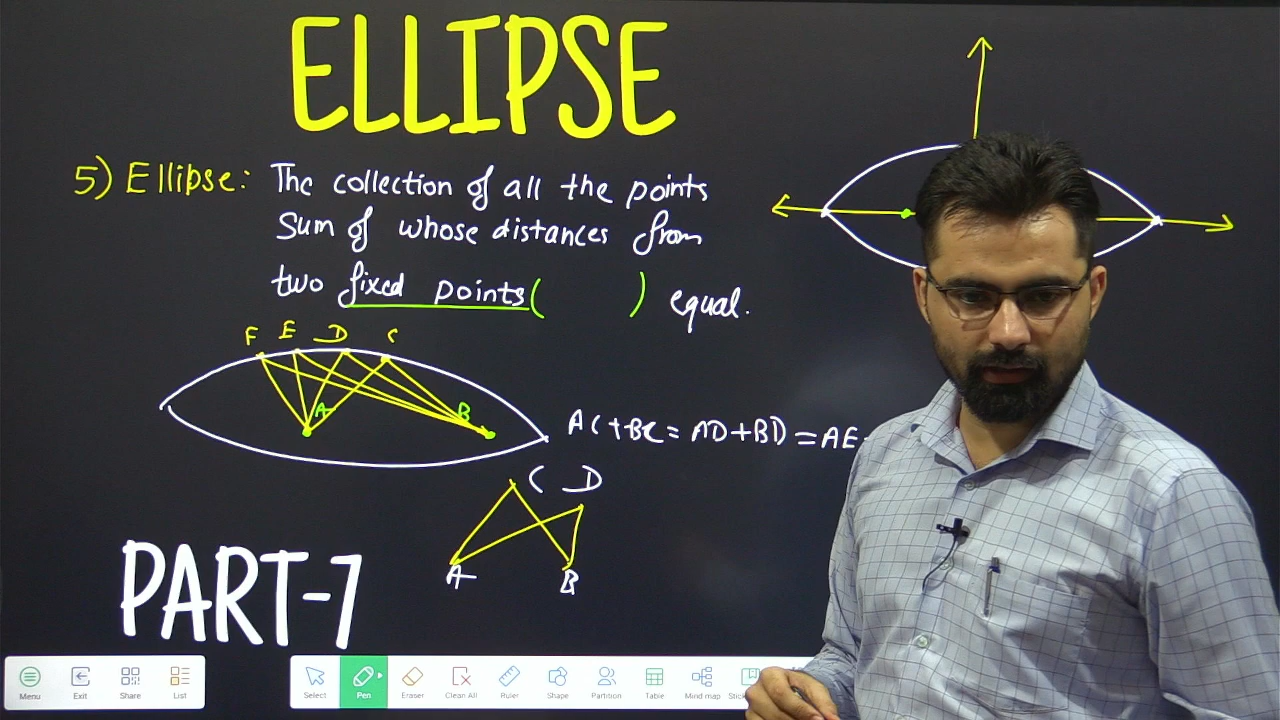 ELLIPSE
5) Ellipse: The collection of all the points
Sum of whose distances from
two fixed points ( ) equal.
F E D C
A B
AC+BC = AD+BD = AE
C D
A B
PART-7
Menu Exit Share List Select Pen Eraser Clean All Ruler Shape Partition Table Mind map